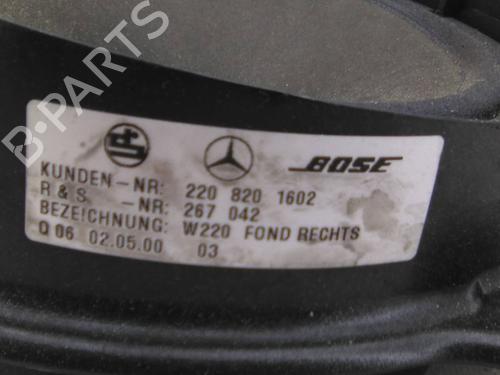 BOSE
KUNDEN-NR: 220 820 1602
R & S. -NR: 267 042
BEZEICHNUNG: W220 FOND RECHTS
Q 06 02.05.00 03
B-PARTS